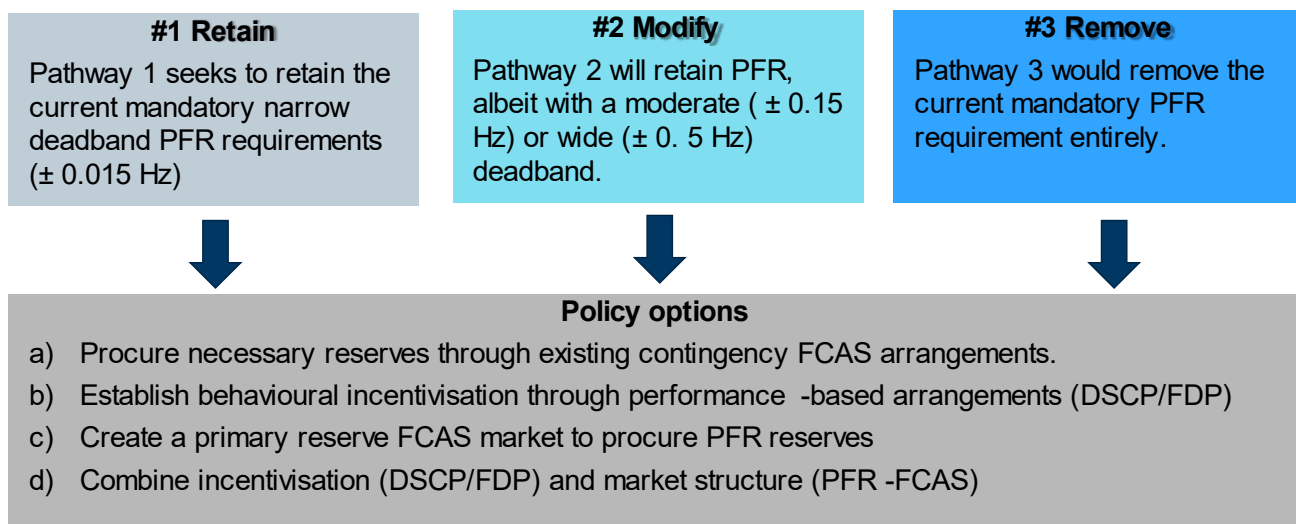 #1 Retain
Pathway 1 seeks to retain the
current mandatory narrow
deadband PFR requirements
(± 0.015 Hz)
#2 Modify
Pathway 2 will retain PFR,
albeit with a moderate ( ± 0.15
Hz) or wide (± 0. 5 Hz)
deadband.
#3 Remove
Pathway 3 would remove the
current mandatory PFR
requirement entirely.
Policy options
a) Procure necessary reserves through existing contingency FCAS arrangements.
b) Establish behavioural incentivisation through performance -based arrangements (DSCP/FDP)
c) Create a primary reserve FCAS market to procure PFR reserves
d) Combine incentivisation (DSCP/FDP) and market structure (PFR -FCAS)